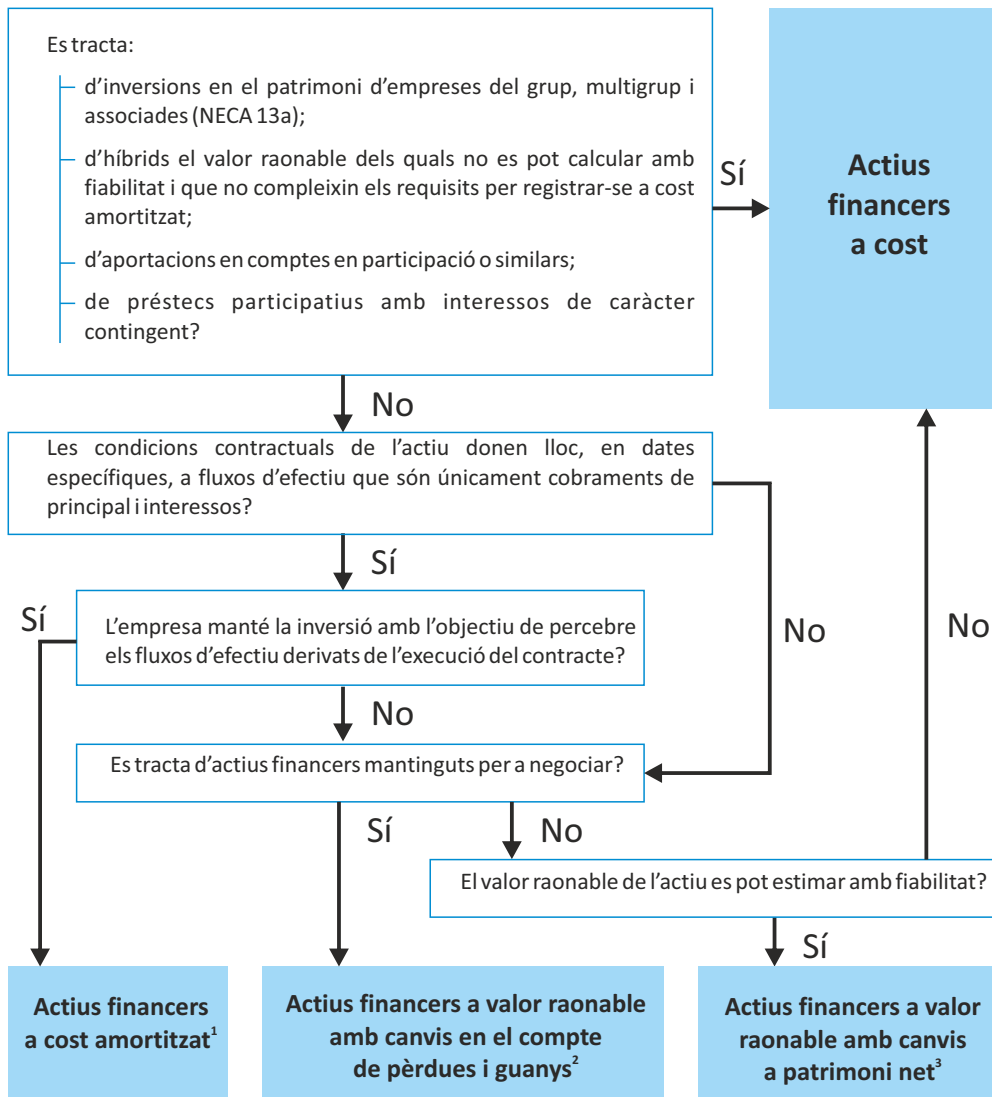 Es tracta:
d’inversions en el patrimoni d’empreses del grup, multigrup i
associades (NECA 13a);
d’híbrids el valor raonable dels quals no es pot calcular amb
fiabilitat i que no compleixin els requisits per registrar-se a cost
amortitzat;
d’aportacions en comptes en participació o similars;
de préstecs participatius amb interessos de caràcter
contingent?
Sí
Actius
financers
a cost
No
Les condicions contractuals de l’actiu donen lloc, en dates
específiques, a fluxos d’efectiu que són únicament cobraments de
principal i interessos?
No
Sí
Sí
L’empresa manté la inversió amb l’objectiu de percebre
els fluxos d’efectiu derivats de l’execució del contracte?
No
No
Es tracta d’actius financers mantinguts per a negociar?
Sí
No
El valor raonable de l’actiu es pot estimar amb fiabilitat?
Sí
Actius financers
a cost amortitzat¹
Actius financers a valor raonable
amb canvis en el compte
de pèrdues i guanys²
Actius financers a valor
raonable amb canvis
a patrimoni net³